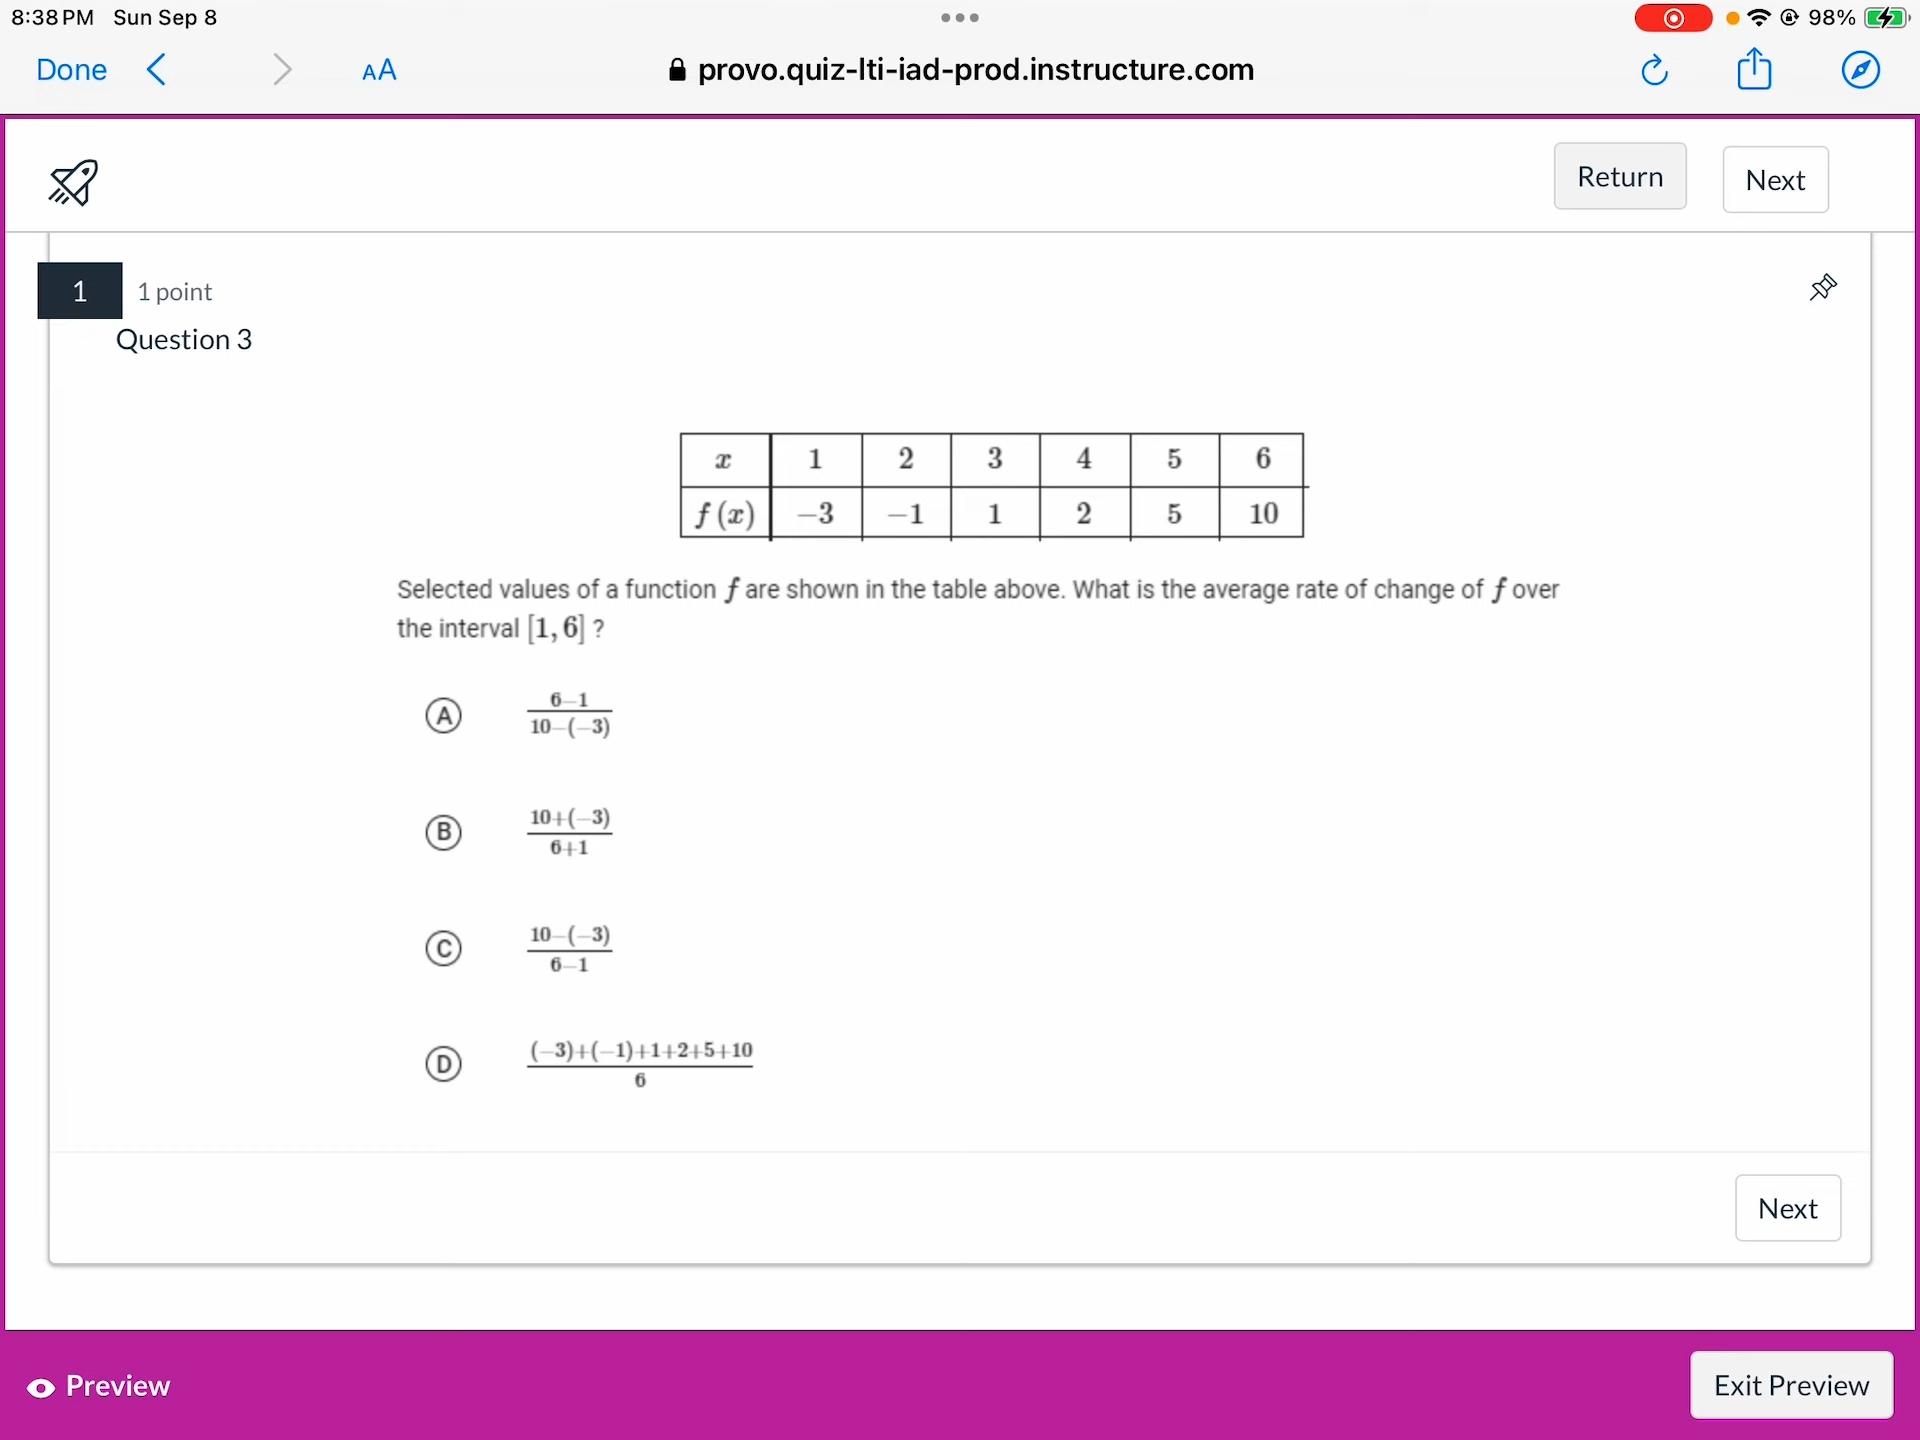 8:38 PM Sun Sep 8
98%
Done
AA
provo.quiz-lti-iad-prod.instructure.com
Return
Next
1
1 point
Question 3
x 1 2 3 4 5 6
f (x) −3 −1 1 2 5 10
Selected values of a function f are shown in the table above. What is the average rate of change of f over
the interval [1, 6] ?
A
6−1
10−(−3)
B
10+(−3)
6+1
C
10−(−3)
6−1
D
(−3)+(−1)+1+2+5+10
6
Next
Preview
Exit Preview